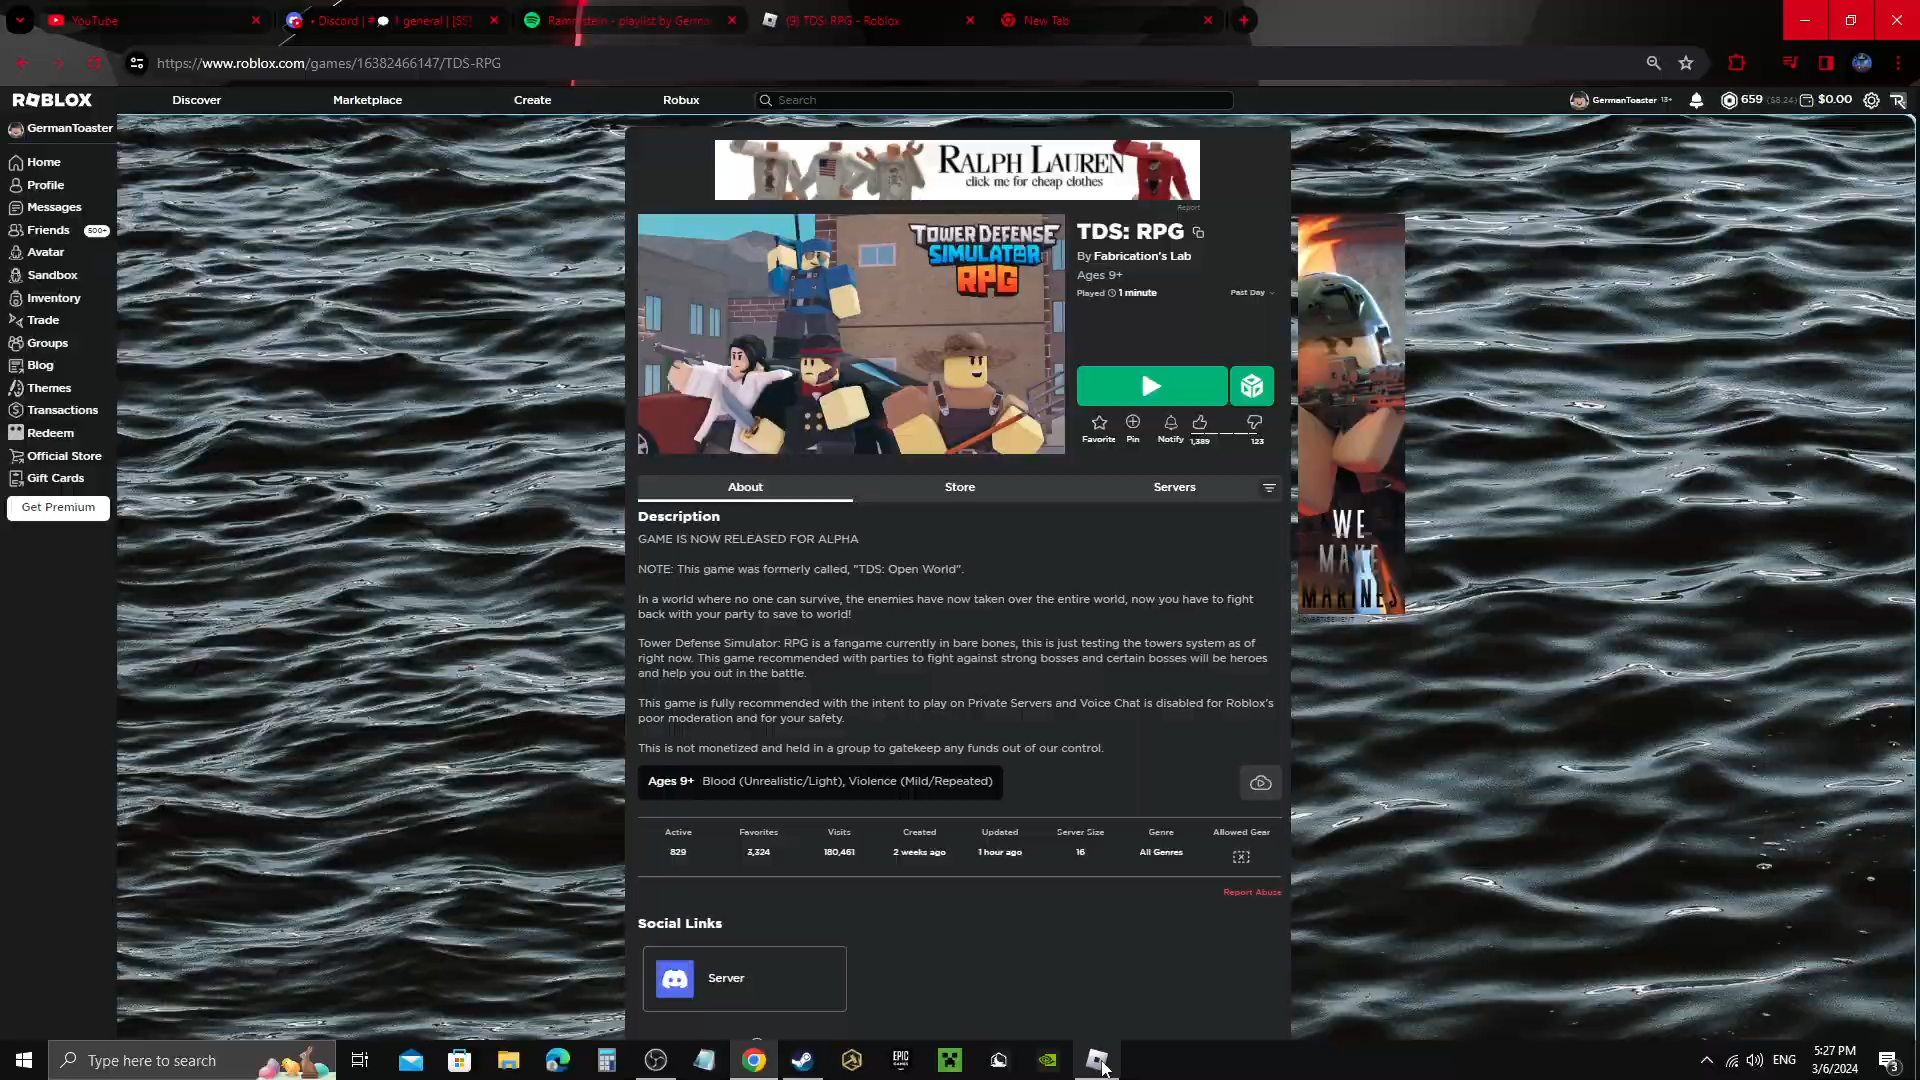 YouTube
• Discord | #💬┃general | [SS]
Rammstein - playlist by Germa
(9) TDS: RPG - Roblox
New Tab
https://www.roblox.com/games/16382466147/TDS-RPG
ROBLOX
Discover
Marketplace
Create
Robux
Search
GermanToaster 13+
659 ($8.24)
$0.00
GermanToaster
Home
Profile
Messages
Friends 500+
Avatar
Sandbox
Inventory
Trade
Groups
Blog
Themes
Transactions
Redeem
Official Store
Gift Cards
Get Premium
RALPH LAUREN
click me for cheap clothes
Report
TOWER DEFENSE
SIMULATOR
RPG
TDS: RPG
By Fabrication's Lab
Ages 9+
Played 1 minute
Past Day
Favorite
Pin
Notify
1,389
123
WE
MAKE
MARINES
ADVERTISEMENT
About
Store
Servers
Description
GAME IS NOW RELEASED FOR ALPHA
NOTE: This game was formerly called, "TDS: Open World".
In a world where no one can survive, the enemies have now taken over the entire world, now you have to fight
back with your party to save to world!
Tower Defense Simulator: RPG is a fangame currently in bare bones, this is just testing the towers system as of
right now. This game recommended with parties to fight against strong bosses and certain bosses will be heroes
and help you out in the battle.
This game is fully recommended with the intent to play on Private Servers and Voice Chat is disabled for Roblox's
poor moderation and for your safety.
This is not monetized and held in a group to gatekeep any funds out of our control.
Ages 9+ Blood (Unrealistic/Light), Violence (Mild/Repeated)
Active
Favorites
Visits
Created
Updated
Server Size
Genre
Allowed Gear
829
3,324
180,461
2 weeks ago
1 hour ago
16
All Genres
Report Abuse
Social Links
Server
Type here to search
EPIC
GAMES
ENG
5:27 PM
3/6/2024
3